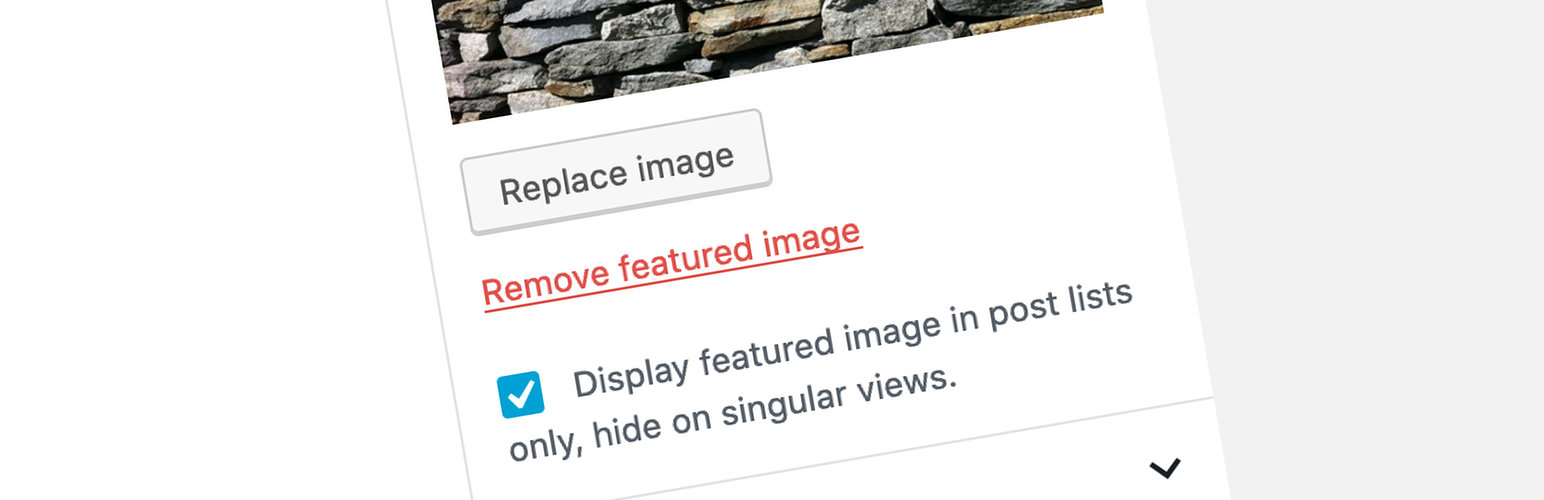 Replace image
Remove featured image
Display featured image in post lists
only, hide on singular views.